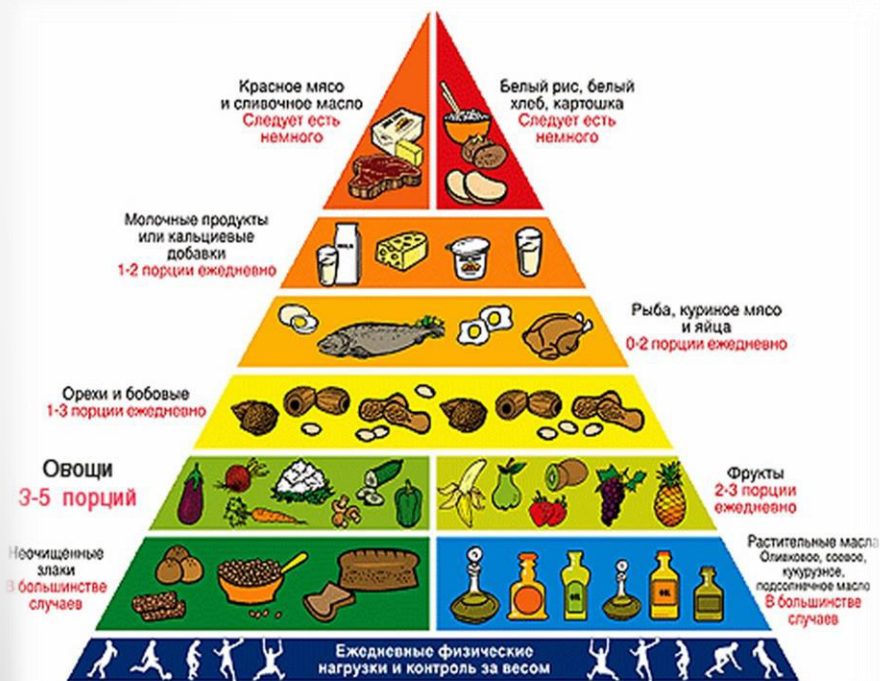 Красное мясо
и сливочное масло
Следует есть
немного
Белый рис, белый
хлеб, картошка
Следует есть
немного
Молочные продукты
или кальциевые
добавки
1-2 порции ежедневно
MILK
Рыба, куриное мясо
и яйца
0-2 порции ежедневно
Орехи и бобовые
1-3 порции ежедневно
Овощи
3-5 порций
Фрукты
2-3 порции
ежедневно
Неочищенные
злаки
В большинстве
случаев
Растительные масла
Оливковое, соевое,
кукурузное,
подсолнечное масло
В большинстве
случаев
OIL
OIL
Ежедневные физические
нагрузки и контроль за весом